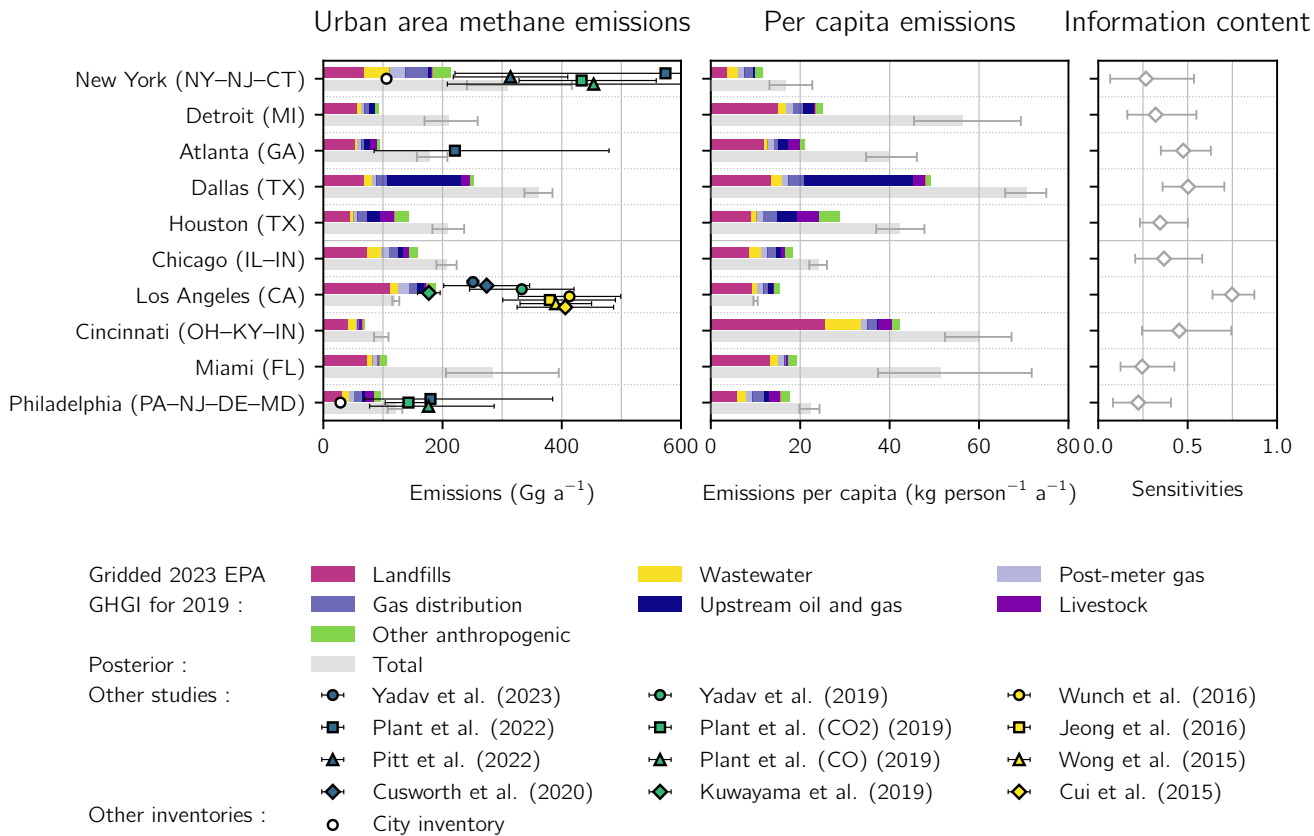 Urban area methane emissions Per capita emissions Information content
New York (NY–NJ–CT)
Detroit (MI)
Atlanta (GA)
Dallas (TX)
Houston (TX)
Chicago (IL–IN)
Los Angeles (CA)
Cincinnati (OH–KY–IN)
Miami (FL)
Philadelphia (PA–NJ–DE–MD)
0 200 400 600 0 20 40 60 80 0.0 0.5 1.0
Emissions (Gg a⁻¹) Emissions per capita (kg person⁻¹ a⁻¹) Sensitivities
Gridded 2023 EPA Landfills Wastewater Post-meter gas
GHGI for 2019 : Gas distribution Upstream oil and gas Livestock
Other anthropogenic
Posterior : Total
Other studies : Yadav et al. (2023) Yadav et al. (2019) Wunch et al. (2016)
Plant et al. (2022) Plant et al. (CO2) (2019) Jeong et al. (2016)
Pitt et al. (2022) Plant et al. (CO) (2019) Wong et al. (2015)
Cusworth et al. (2020) Kuwayama et al. (2019) Cui et al. (2015)
Other inventories : City inventory